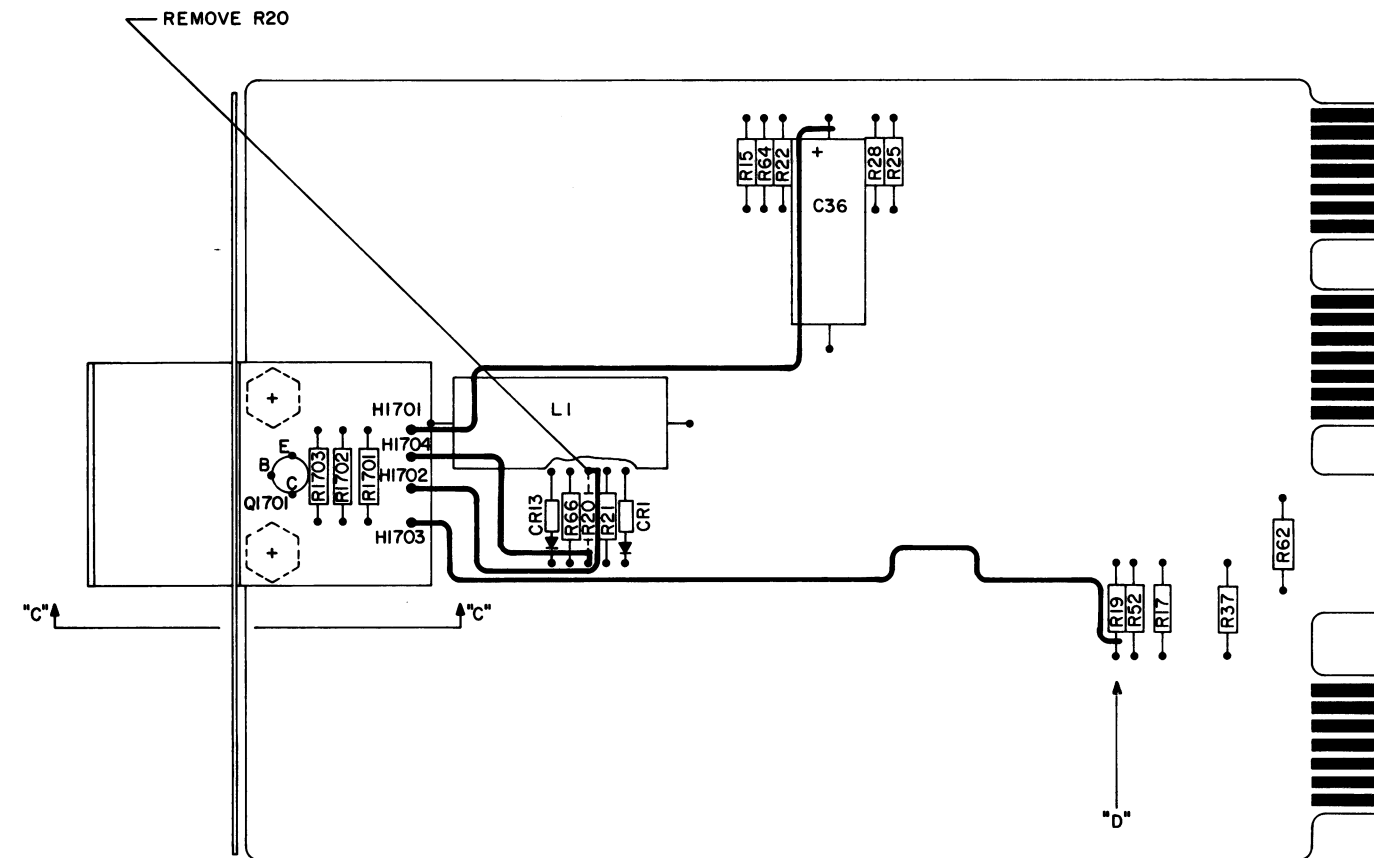 REMOVE R20
R15
R64
R22
+
C36
R28
R25
+
H1701
L1
H1704
E
B
C
Q1701
R1703
R1702
R1701
H1702
H1703
+
CR13
R66
R20
R21
CR1
R62
"C"
"C"
R19
R52
R17
R37
"D"